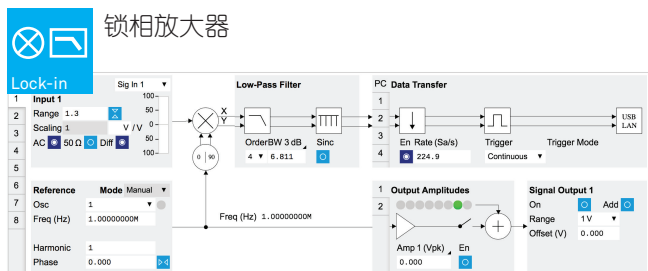 锁相放大器
Lock-in
Sig In 1
Low-Pass Filter
PC Data Transfer
1 Input 1
100
1
2 Range 1.3
50
X
2
USB
3 Scaling 1 V / V
0
Y
LAN
4 AC 50 Ω Diff
50
OrderBW 3 dB Sinc
3 En Rate (Sa/s) Trigger Trigger Mode
5
100
0 90
4 6.811
4 224.9 Continuous
6 Reference Mode Manual
1 Output Amplitudes
Signal Output 1
7 Osc 1
2
On Add
8 Freq (Hz) 1.00000000M
Freq (Hz) 1.00000000M
Range 1 V
Offset (V) 0.000
Harmonic 1
Amp 1 (Vpk) En
Phase 0.000
0.000